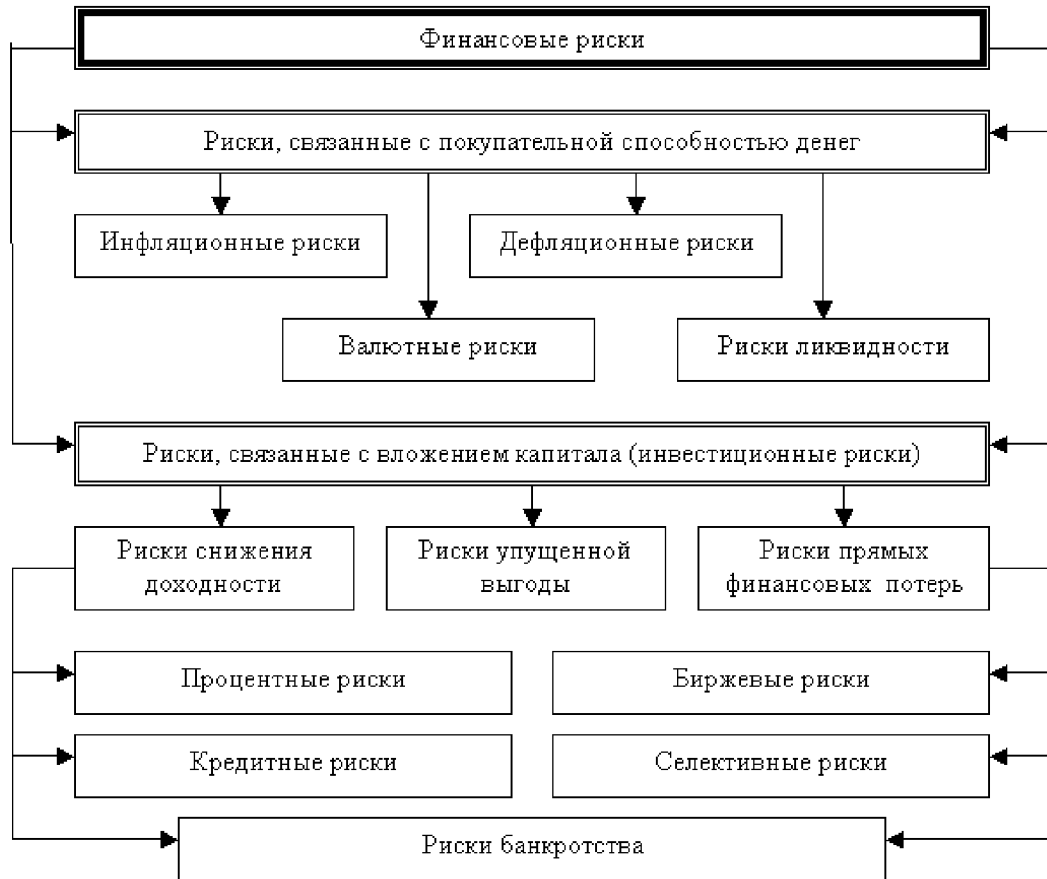 Финансовые риски
Риски, связанные с покупательной способностью денег
Инфляционные риски
Дефляционные риски
Валютные риски
Риски ликвидности
Риски, связанные с вложением капитала (инвестиционные риски)
Риски снижения
доходности
Риски упущенной
выгоды
Риски прямых
финансовых потерь
Процентные риски
Биржевые риски
Кредитные риски
Селективные риски
Риски банкротства